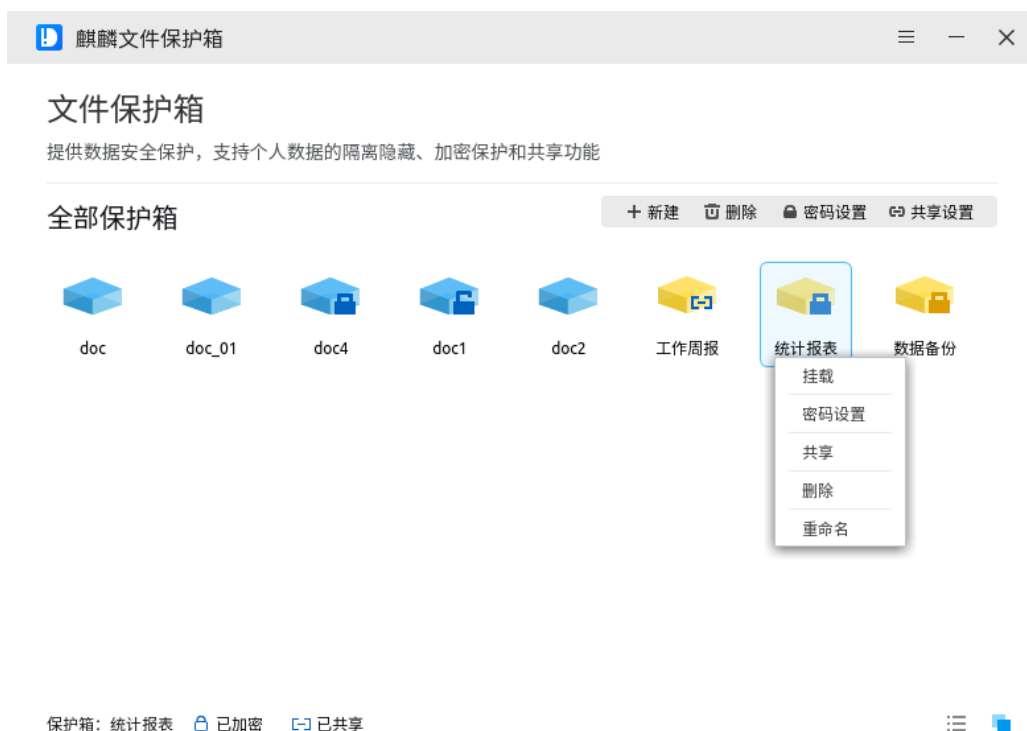 麒麟文件保护箱
文件保护箱
提供数据安全保护，支持个人数据的隔离隐藏、加密保护和共享功能
全部保护箱
新建 删除 密码设置 共享设置
doc doc_01 doc4 doc1 doc2 工作周报 统计报表 数据备份
挂载
密码设置
共享
删除
重命名
保护箱：统计报表 已加密 已共享